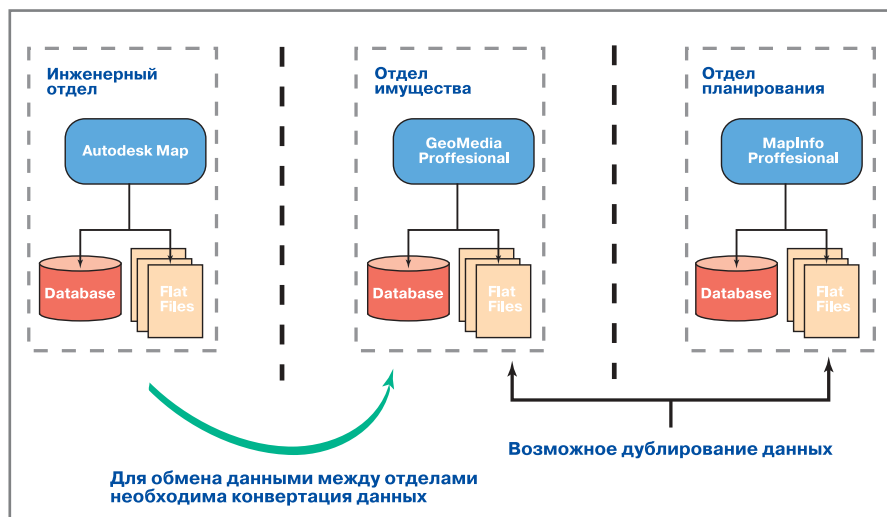 Инженерный
отдел
Autodesk Map
Database
Flat
Files
Отдел
имущества
GeoMedia
Proffesional
Database
Flat
Files
Отдел
планирования
MapInfo
Proffesional
Database
Flat
Files
Для обмена данными между отделами
необходима конвертация данных
Возможное дублирование данных